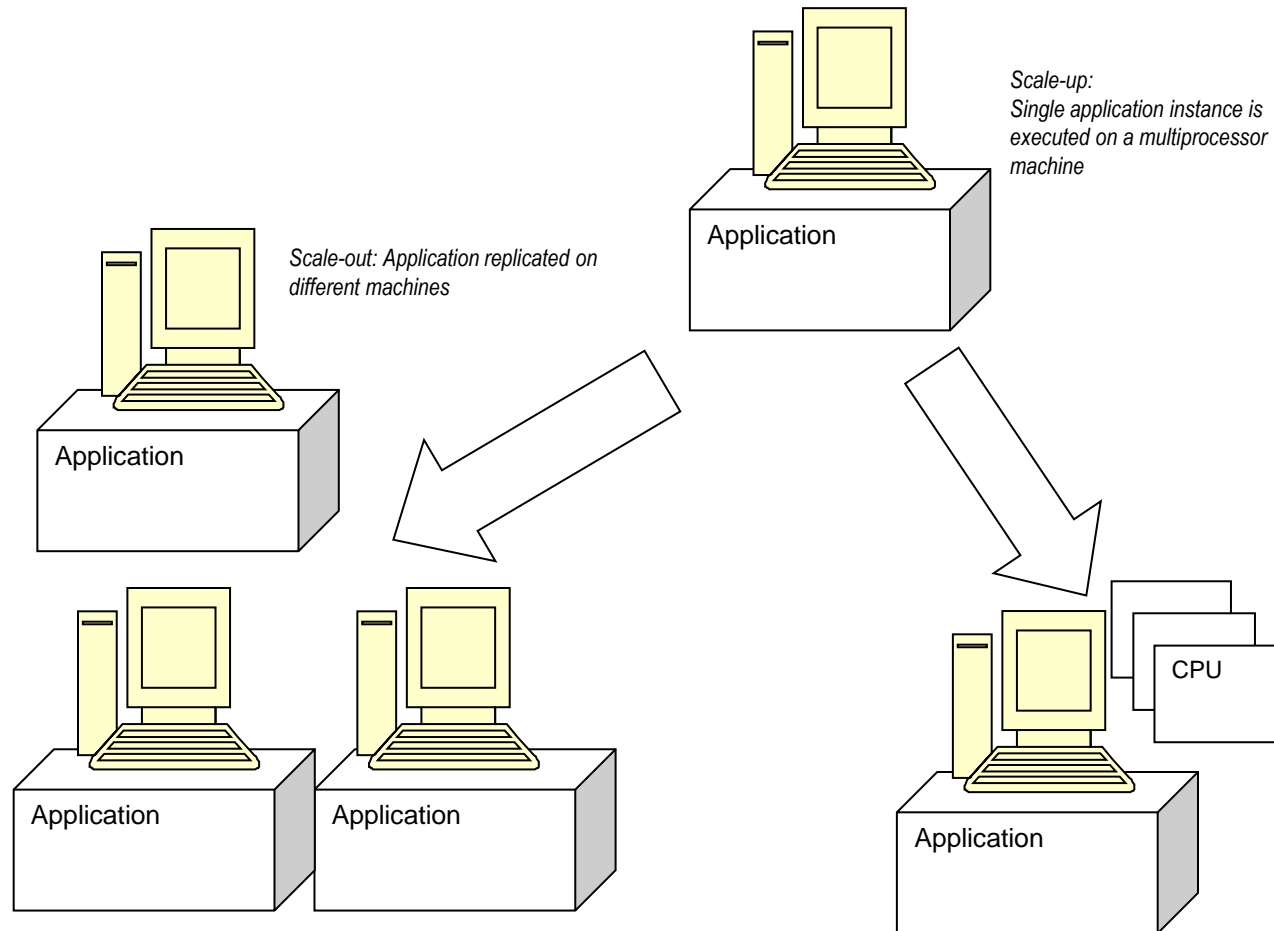 Scale-up:
Single application instance is
executed on a multiprocessor
machine
Application
Scale-out: Application replicated on
different machines
Application
CPU
Application
Application
Application